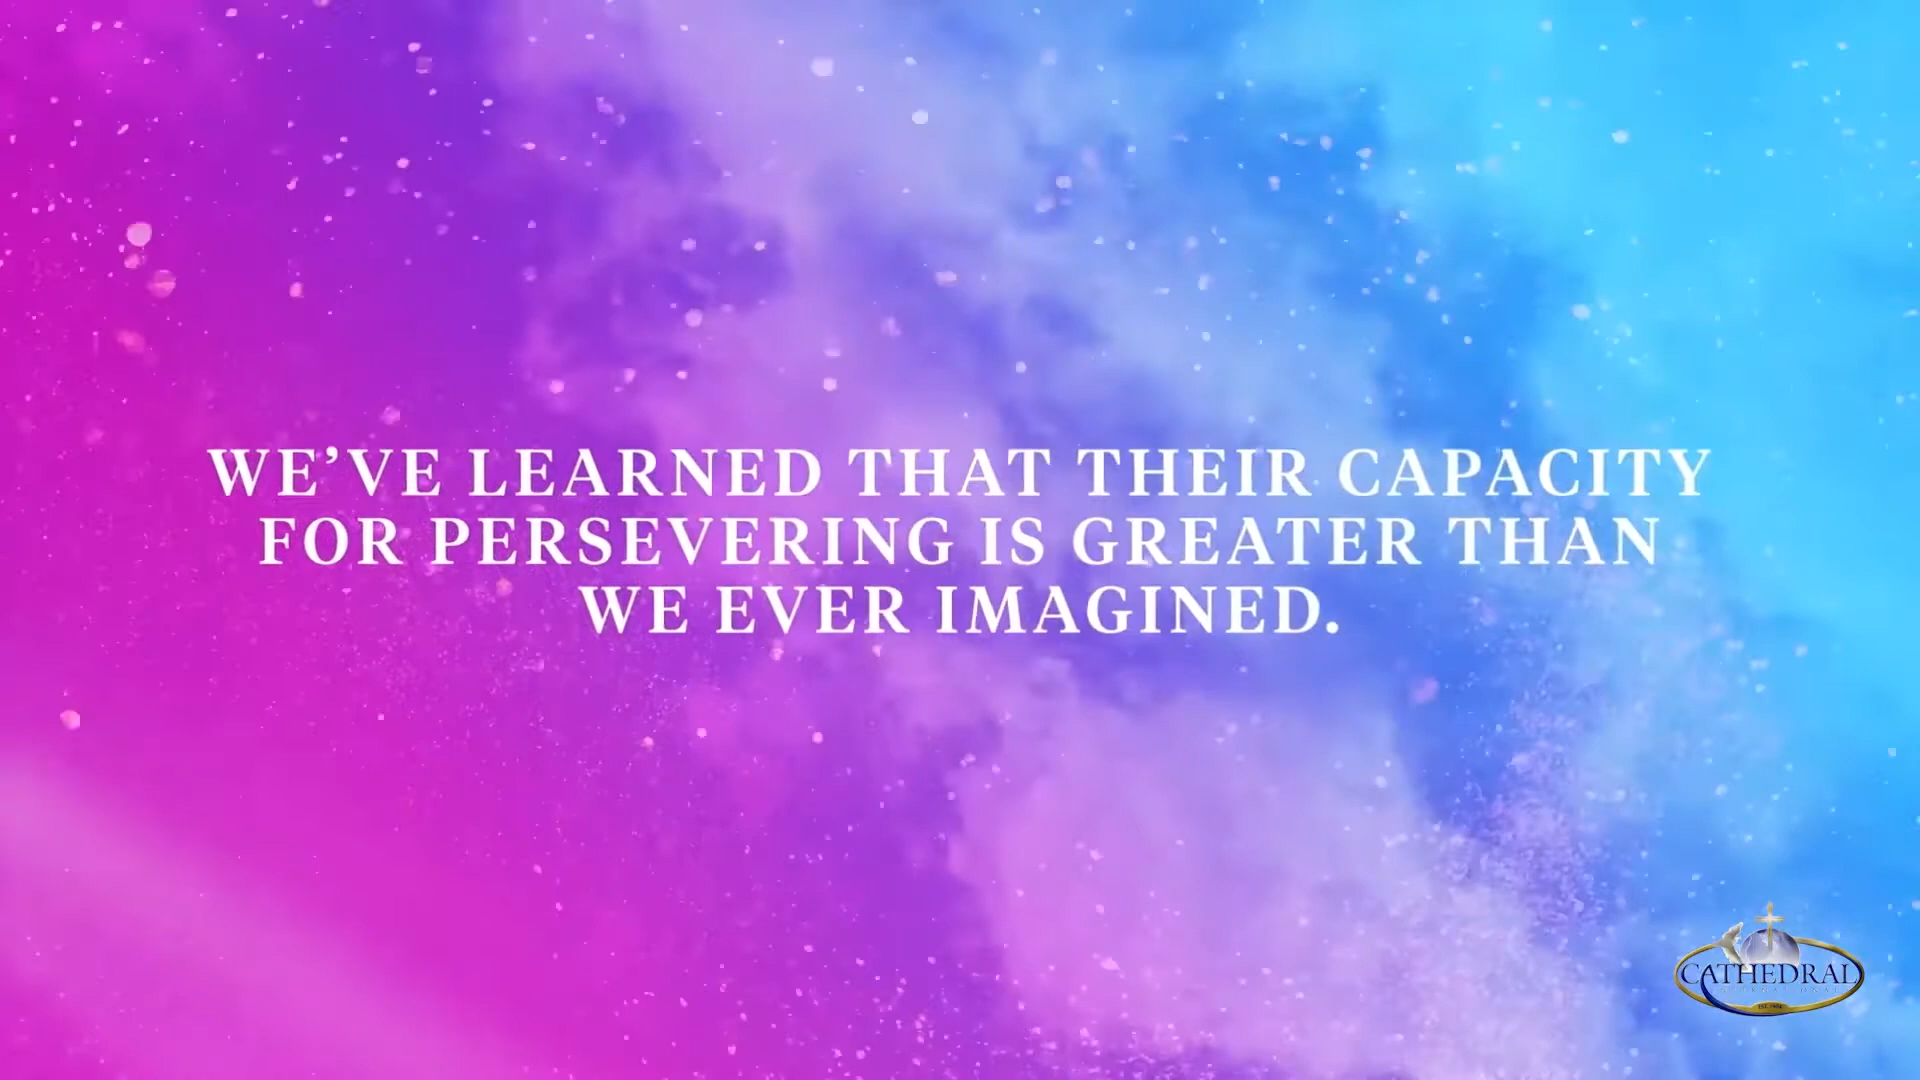 WE'VE LEARNED THAT THEIR CAPACITY
FOR PERSEVERING IS GREATER THAN
WE EVER IMAGINED.
CATHEDRAL